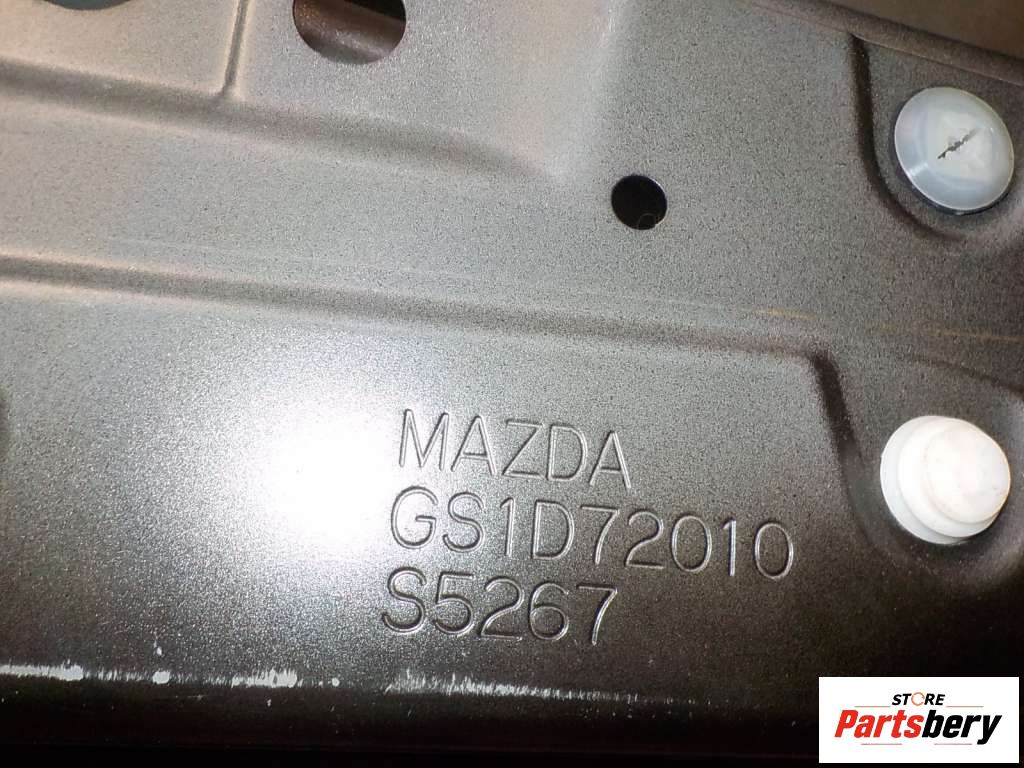 MAZDA
GS1D72010
S5267
STORE
Partsbery